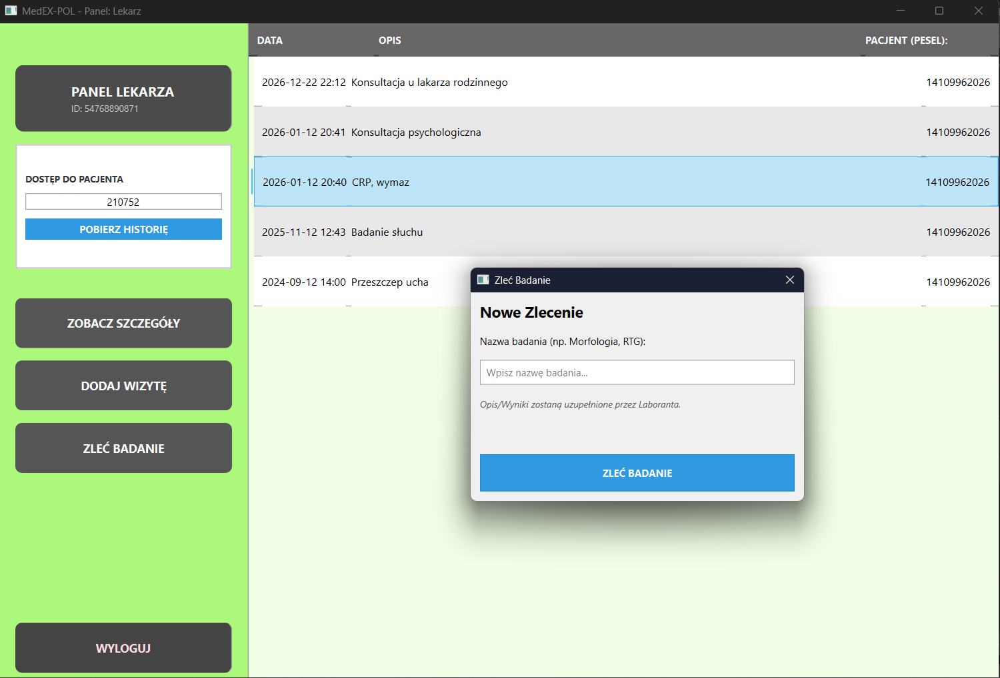 MedEX-POL - Panel: Lekarz
PANEL LEKARZA
ID: 54768890871
DOSTĘP DO PACJENTA
210752
POBIERZ HISTORIĘ
ZOBACZ SZCZEGÓŁY
DODAJ WIZYTĘ
ZLEĆ BADANIE
WYLOGUJ
DATA OPIS PACJENT (PESEL):
2026-12-22 22:12 Konsultacja u lakarza rodzinnego 14109962026
2026-01-12 20:41 Konsultacja psychologiczna 14109962026
2026-01-12 20:40 CRP, wymaz 14109962026
2025-11-12 12:43 Badanie słuchu 14109962026
2024-09-12 14:00 Przeszczep ucha 14109962026
Zleć Badanie
Nowe Zlecenie
Nazwa badania (np. Morfologia, RTG):
Wpisz nazwę badania...
Opis/Wyniki zostaną uzupełnione przez Laboranta.
ZLEĆ BADANIE